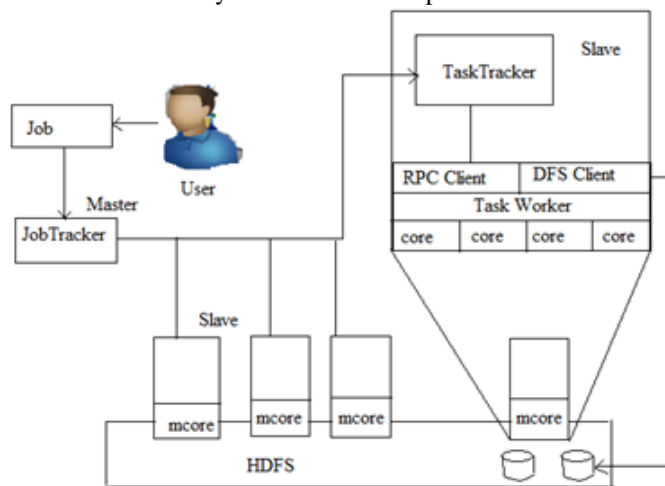 Slave
TaskTracker
Job
User
RPC Client
DFS Client
Master
Task Worker
JobTracker
core
core
core
core
Slave
mcore
mcore
mcore
mcore
HDFS